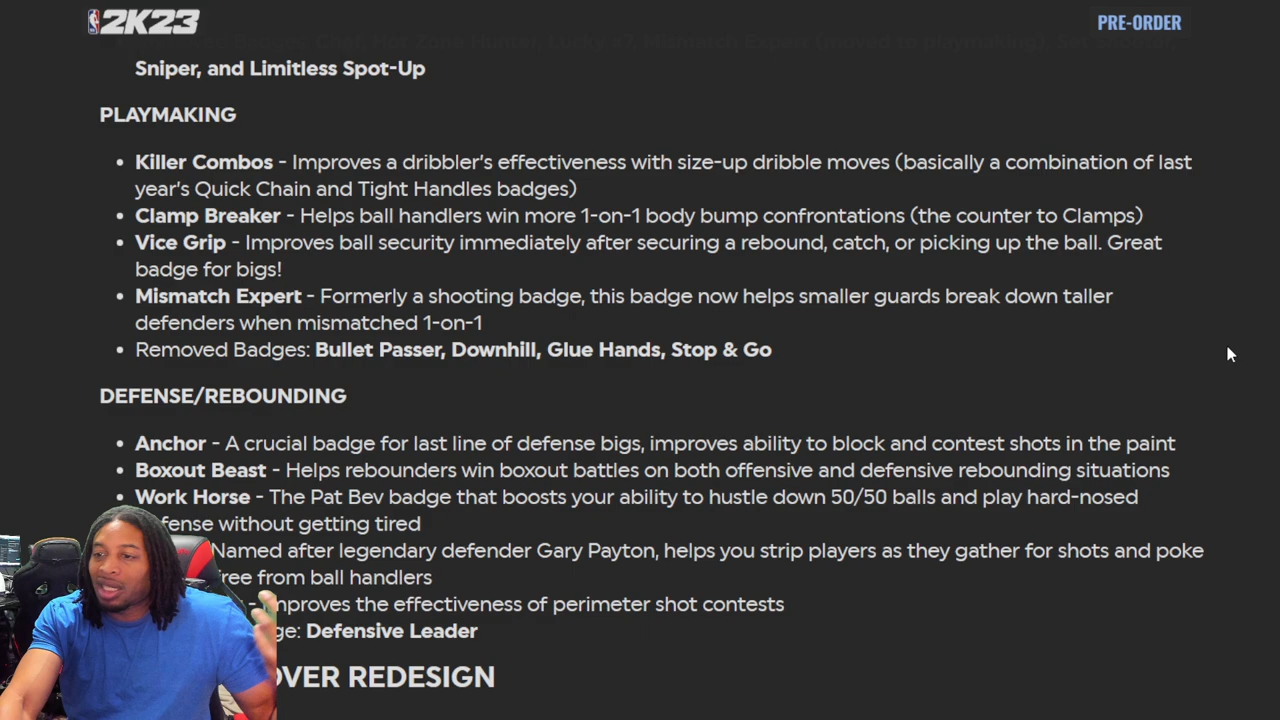 2K23
PRE-ORDER
Sniper, and Limitless Spot-Up
PLAYMAKING
• Killer Combos - Improves a dribbler's effectiveness with size-up dribble moves (basically a combination of last
year's Quick Chain and Tight Handles badges)
• Clamp Breaker - Helps ball handlers win more 1-on-1 body bump confrontations (the counter to Clamps)
• Vice Grip - Improves ball security immediately after securing a rebound, catch, or picking up the ball. Great
badge for bigs!
• Mismatch Expert - Formerly a shooting badge, this badge now helps smaller guards break down taller
defenders when mismatched 1-on-1
• Removed Badges: Bullet Passer, Downhill, Glue Hands, Stop & Go
DEFENSE/REBOUNDING
• Anchor - A crucial badge for last line of defense bigs, improves ability to block and contest shots in the paint
• Boxout Beast - Helps rebounders win boxout battles on both offensive and defensive rebounding situations
• Work Horse - The Pat Bev badge that boosts your ability to hustle down 50/50 balls and play hard-nosed
fense without getting tired
Named after legendary defender Gary Payton, helps you strip players as they gather for shots and poke
free from ball handlers
- Improves the effectiveness of perimeter shot contests
ge: Defensive Leader
OVER REDESIGN